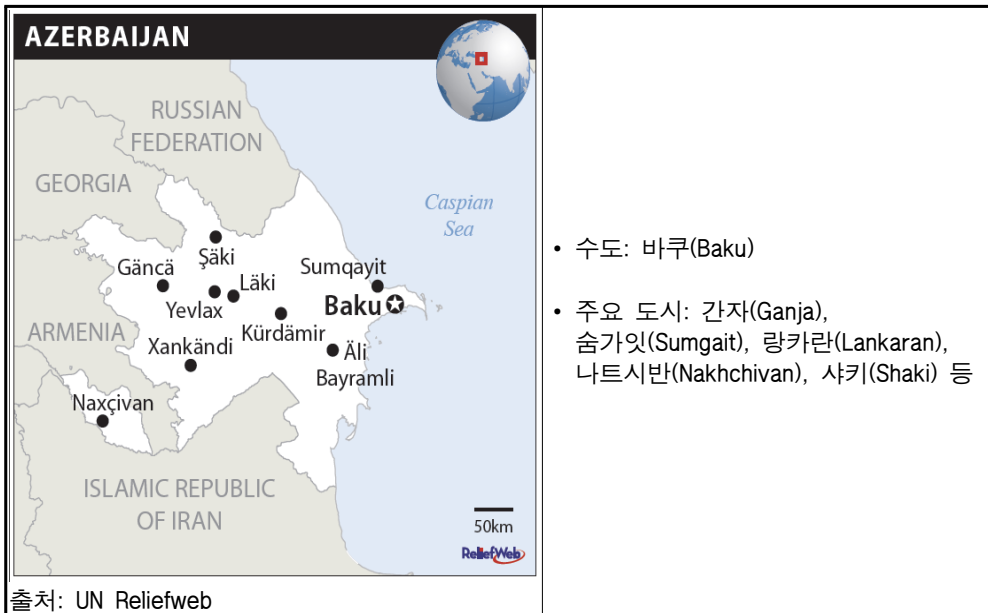 AZERBAIJAN
RUSSIAN
FEDERATION
GEORGIA
Caspian
Sea
Şäki
Gäncä
Läki
Sumqayit
Yevlax
Baku
Kürdämir
ARMENIA
Xankändi
Äli
Bayramli
Naxçivan
ISLAMIC REPUBLIC
OF IRAN
50km
ReliefWeb
출처: UN Reliefweb
• 수도: 바쿠(Baku)
• 주요 도시: 간자(Ganja),
숨가잇(Sumgait), 랑카란(Lankaran),
나트시반(Nakhchivan), 샤키(Shaki) 등